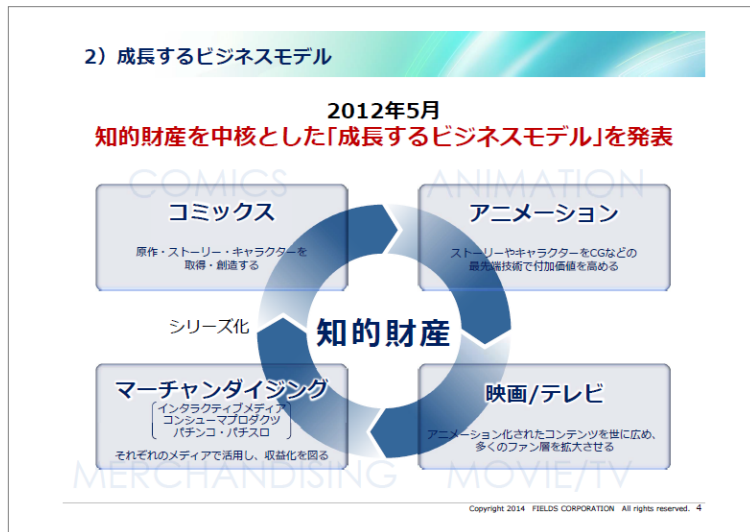 2）成長するビジネスモデル
2012年5月
知的財産を中核とした「成長するビジネスモデル」を発表
COMICS
コミックス
原作・ストーリー・キャラクターを
取得・創造する
ANIMATION
アニメーション
ストーリーやキャラクターをCGなどの
最先端技術で付加価値を高める
シリーズ化
知的財産
マーチャンダイジング
インタラクティブメディア
コンシューマプロダクツ
パチンコ・パチスロ
それぞれのメディアで活用し、収益化を図る
MERCHANDISING
映画/テレビ
アニメーション化されたコンテンツを世に広め、
多くのファン層を拡大させる
MOVIE/TV
Copyright 2014 FIELDS CORPORATION All rights reserved. 4